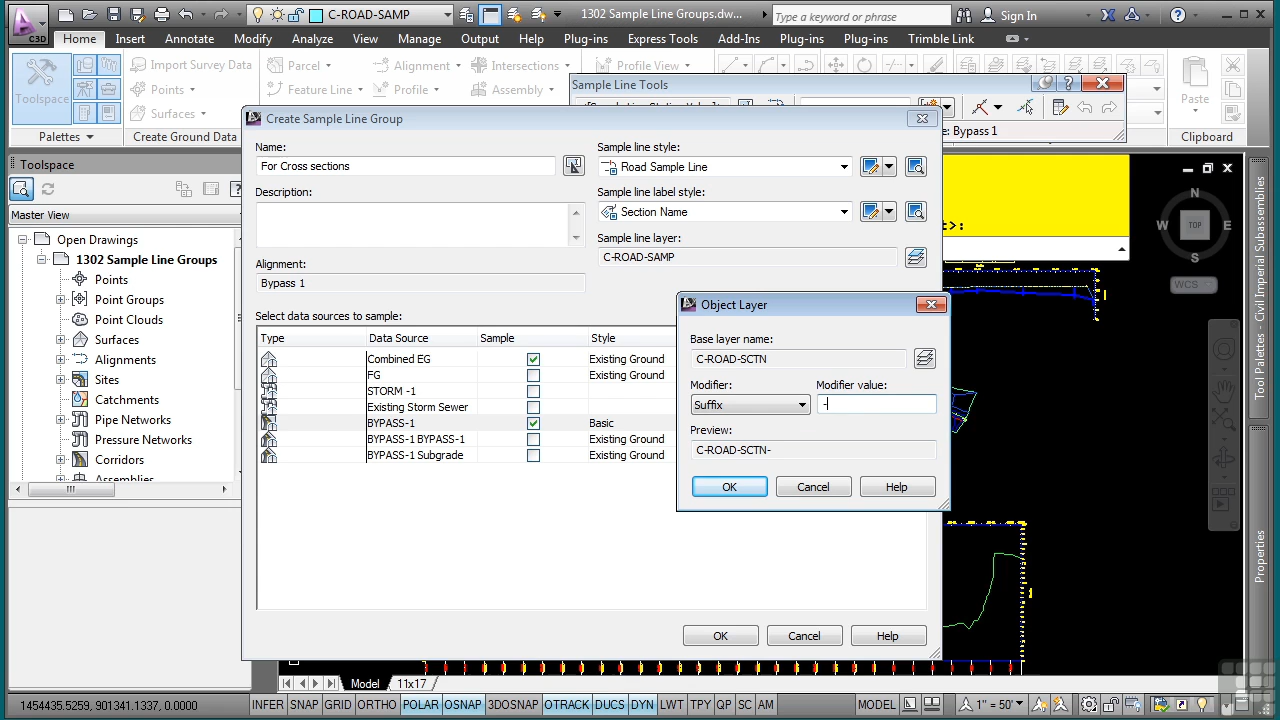 C3D
C-ROAD-SAMP
1302 Sample Line Groups.dw...
Type a keyword or phrase
Sign In
Home Insert Annotate Modify Analyze View Manage Output Help Plug-ins Express Tools Add-Ins Plug-ins Plug-ins Trimble Link
Toolspace
Import Survey Data
Points
Surfaces
Parcel
Feature Line
Alignment
Profile
Intersections
Assembly
Profile View
Paste
Palettes
Create Ground Data
Clipboard
Sample Line Tools
: Bypass 1
Create Sample Line Group
Name:
For Cross sections
Description:
Alignment:
Bypass 1
Sample line style:
Road Sample Line
Sample line label style:
Section Name
Sample line layer:
C-ROAD-SAMP
Select data sources to sample:
Type Data Source Sample Style
Combined EG Existing Ground
FG Existing Ground
STORM -1
Existing Storm Sewer
BYPASS-1 Basic
BYPASS-1 BYPASS-1 Existing Ground
BYPASS-1 Subgrade Existing Ground
OK Cancel Help
Object Layer
Base layer name:
C-ROAD-SCTN
Modifier: Modifier value:
Suffix -
Preview:
C-ROAD-SCTN-
OK Cancel Help
Toolspace
Master View
Open Drawings
1302 Sample Line Groups
Points
Point Groups
Point Clouds
Surfaces
Alignments
Sites
Catchments
Pipe Networks
Pressure Networks
Corridors
Assemblies
t>:
N
W TOP E
S
WCS
Tool Palettes - Civil Imperial Subassemblies
Properties
Model 11x17
1454435.5259, 901341.1337, 0.0000
INFER SNAP GRID ORTHO POLAR OSNAP 3DOSNAP OTRACK DUCS DYN LWT TPY QP SC AM
MODEL
1" = 50'